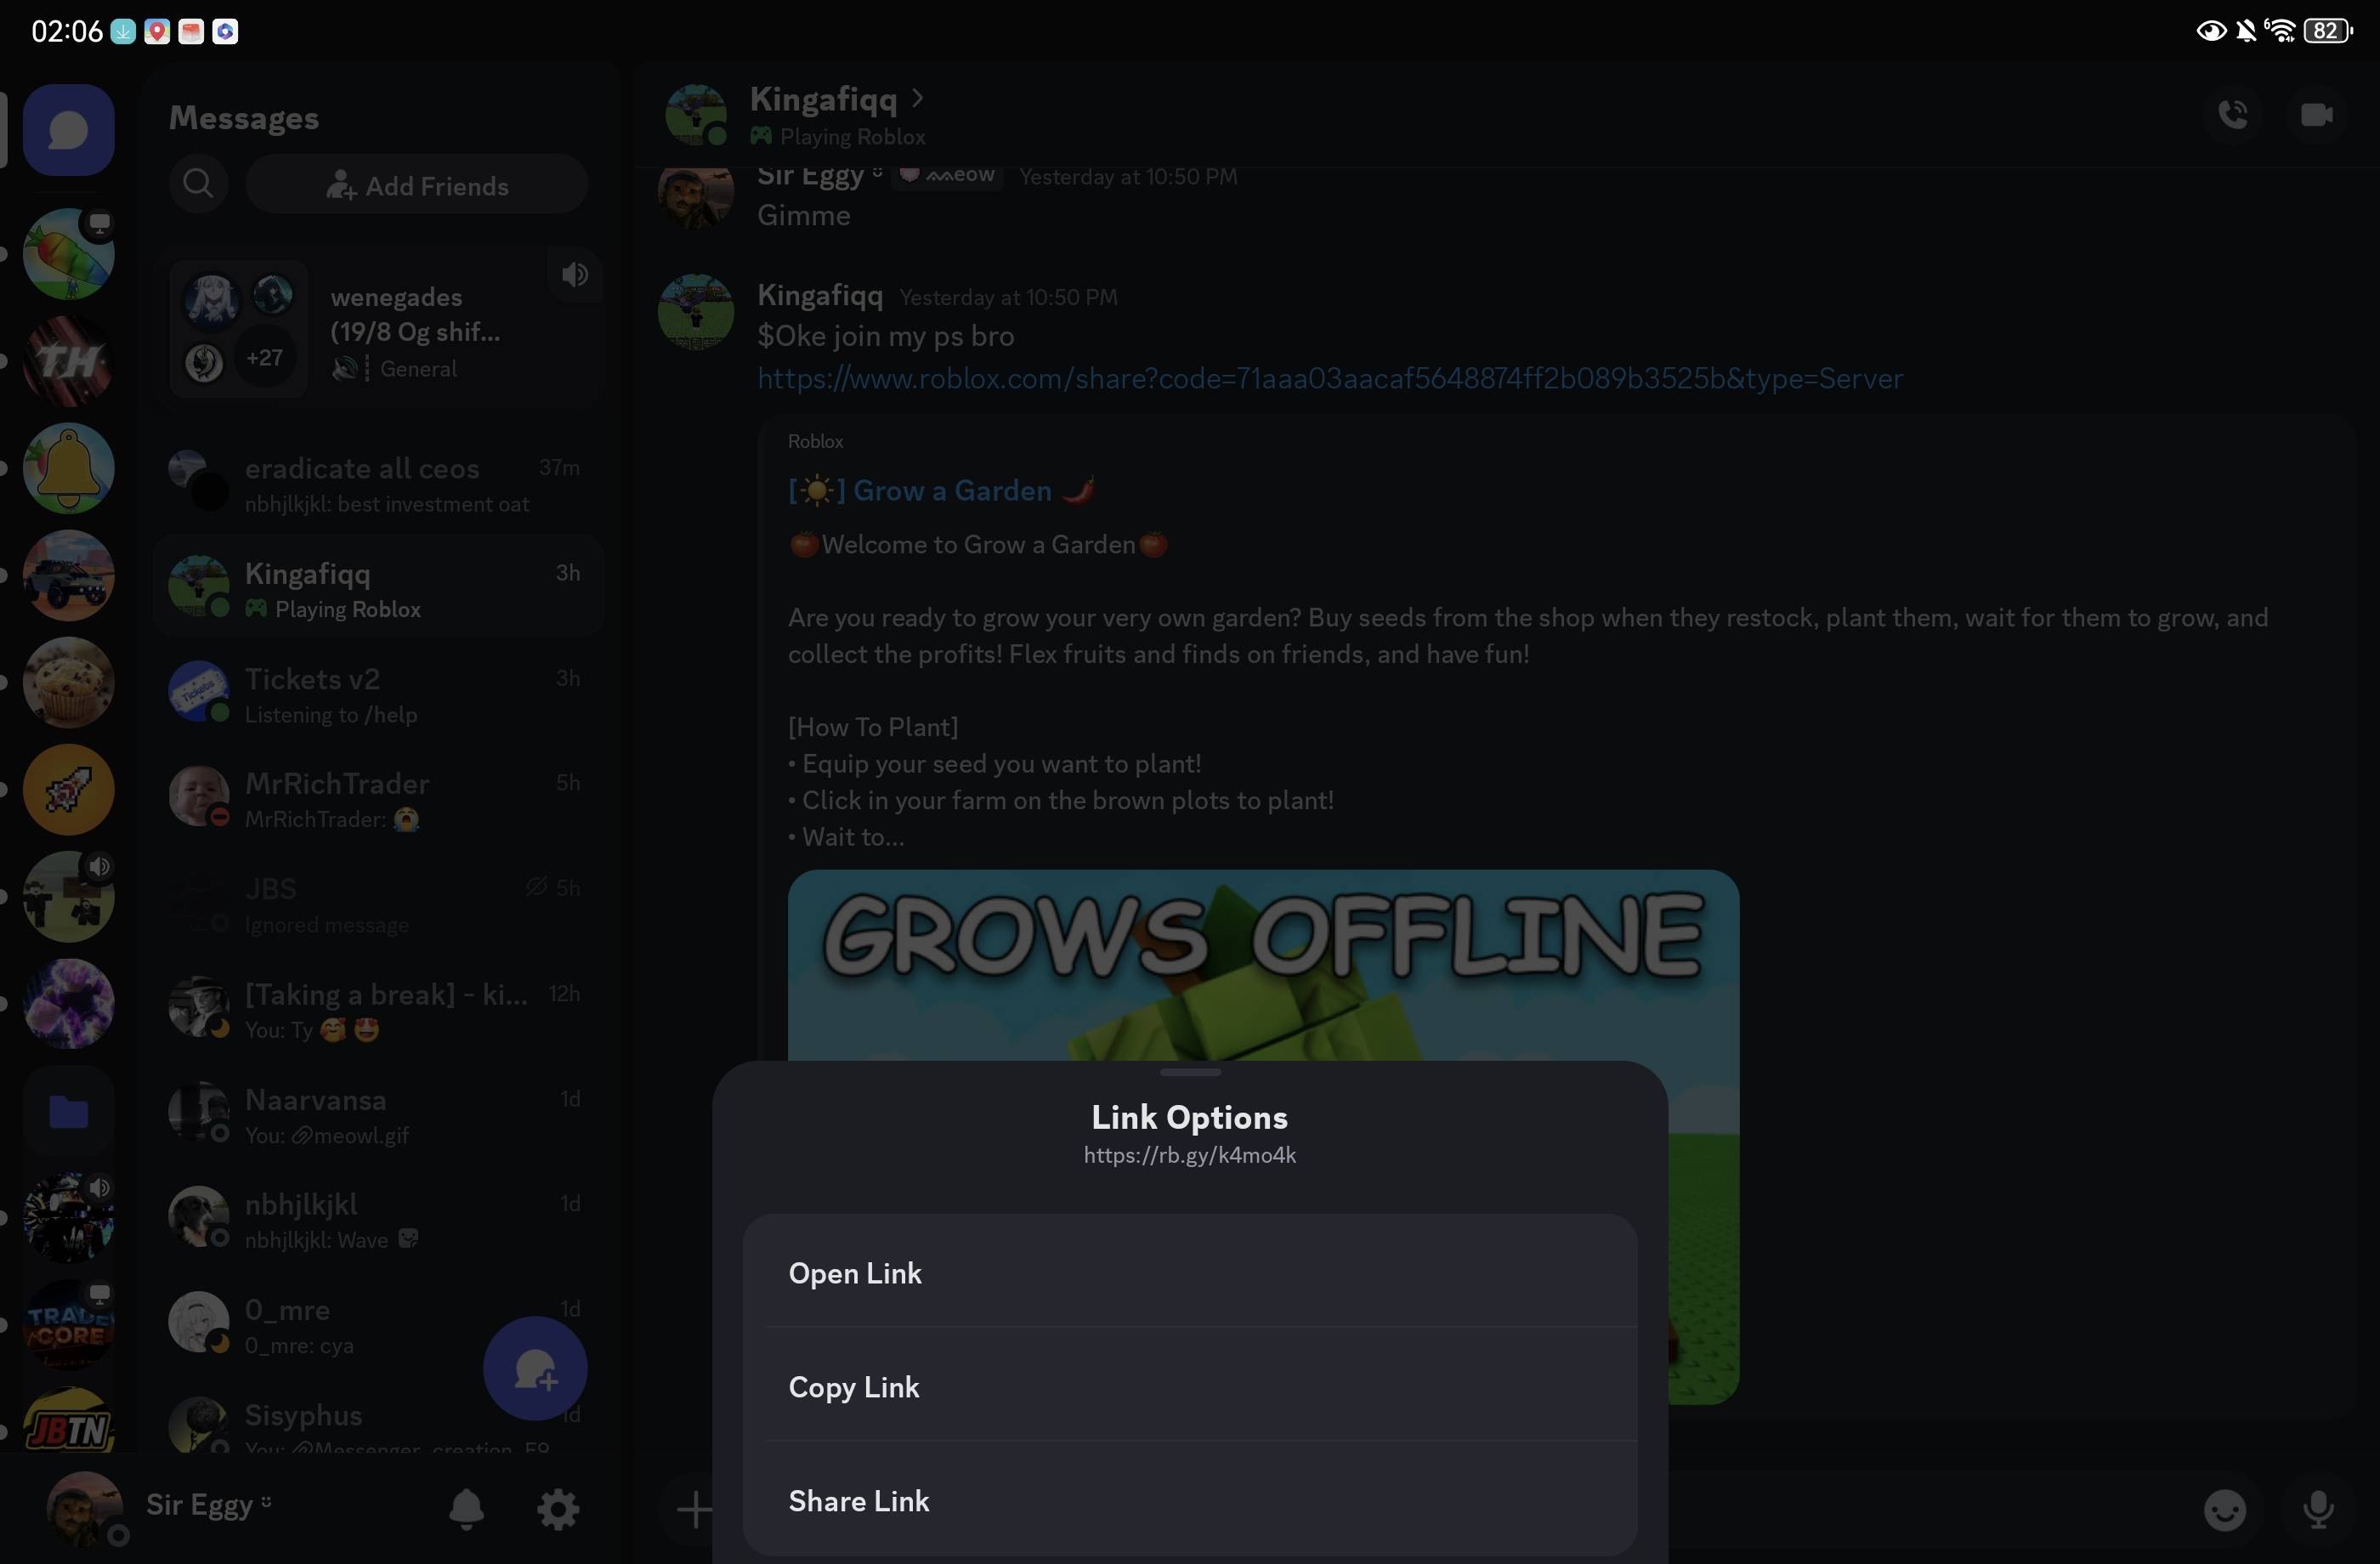 02:06
6
82
Messages
Add Friends
wenegades
(19/8 Og shif...
+27
General
TH
eradicate all ceos
37m
nbhjlkjkl: best investment oat
Kingafiqq
3h
Playing Roblox
Tickets
Tickets v2
3h
Listening to /help
MrRichTrader
5h
MrRichTrader: 😭
JBS
5h
Ignored message
[Taking a break] - ki...
12h
You: Ty 🥰 😍
Naarvansa
1d
You: meowl.gif
nbhjlkjkl
1d
nbhjlkjkl: Wave
TRADE
CORE
0_mre
1d
0_mre: cya
JBTN
Sisyphus
1d
You: Messenger_creation_F9
Sir Eggy
Kingafiqq >
Playing Roblox
Sir Eggy meow Yesterday at 10:50 PM
Gimme
Kingafiqq Yesterday at 10:50 PM
$Oke join my ps bro
https://www.roblox.com/share?code=71aaa03aacaf5648874ff2b089b3525b&type=Server
Roblox
[☀️] Grow a Garden 🌶️
🍅Welcome to Grow a Garden🍅
Are you ready to grow your very own garden? Buy seeds from the shop when they restock, plant them, wait for them to grow, and
collect the profits! Flex fruits and finds on friends, and have fun!
[How To Plant]
• Equip your seed you want to plant!
• Click in your farm on the brown plots to plant!
• Wait to...
GROWS OFFLINE
Link Options
https://rb.gy/k4mo4k
Open Link
Copy Link
Share Link